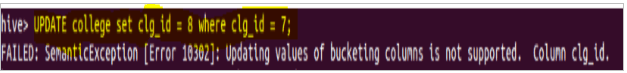 hive> UPDATE college set clg_id = 8 where clg_id = 7;
FAILED: SemanticException [Error 10302]: Updating values of bucketing columns is not supported.  Column clg_id.